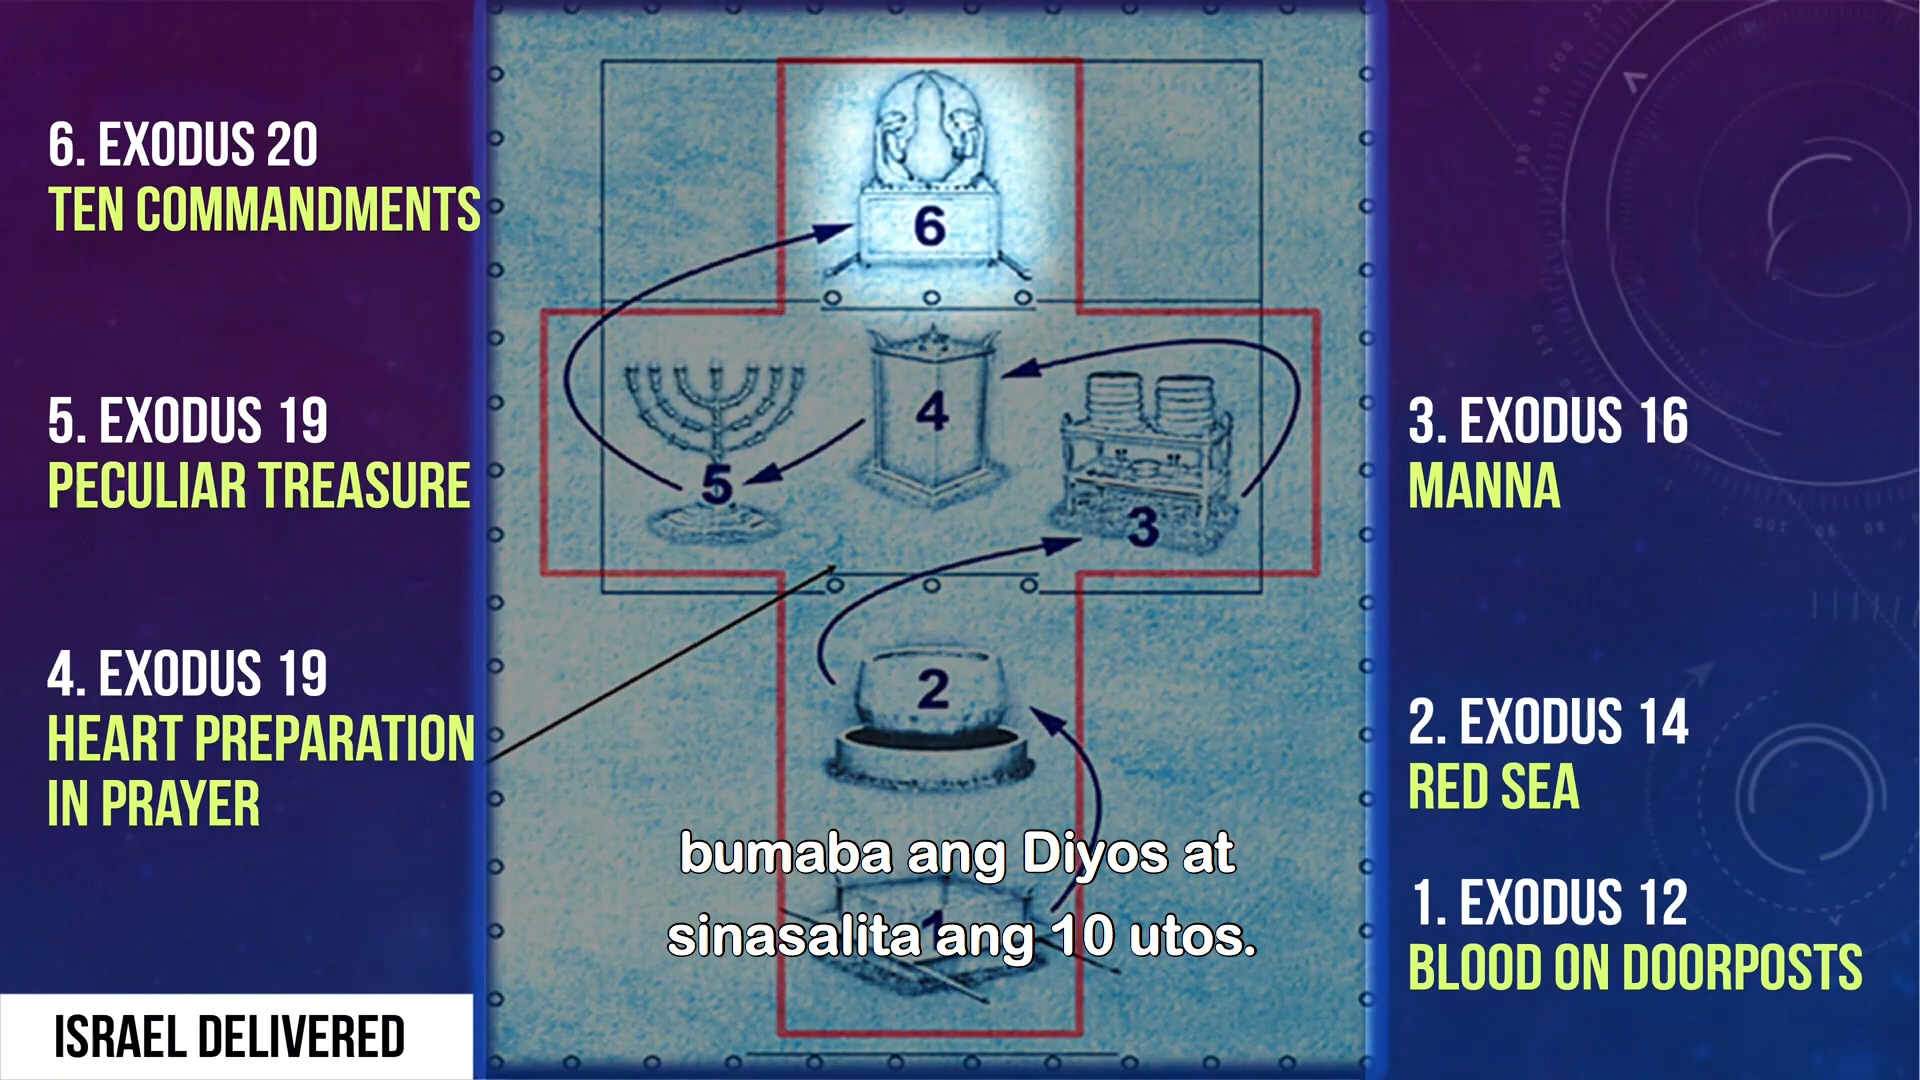 6. EXODUS 20
TEN COMMANDMENTS
5. EXODUS 19
PECULIAR TREASURE
4. EXODUS 19
HEART PREPARATION
IN PRAYER
ISRAEL DELIVERED
6
4
5
3
2
1
bumaba ang Diyos at
sinasalita ang 10 utos.
3. EXODUS 16
MANNA
2. EXODUS 14
RED SEA
1. EXODUS 12
BLOOD ON DOORPOSTS